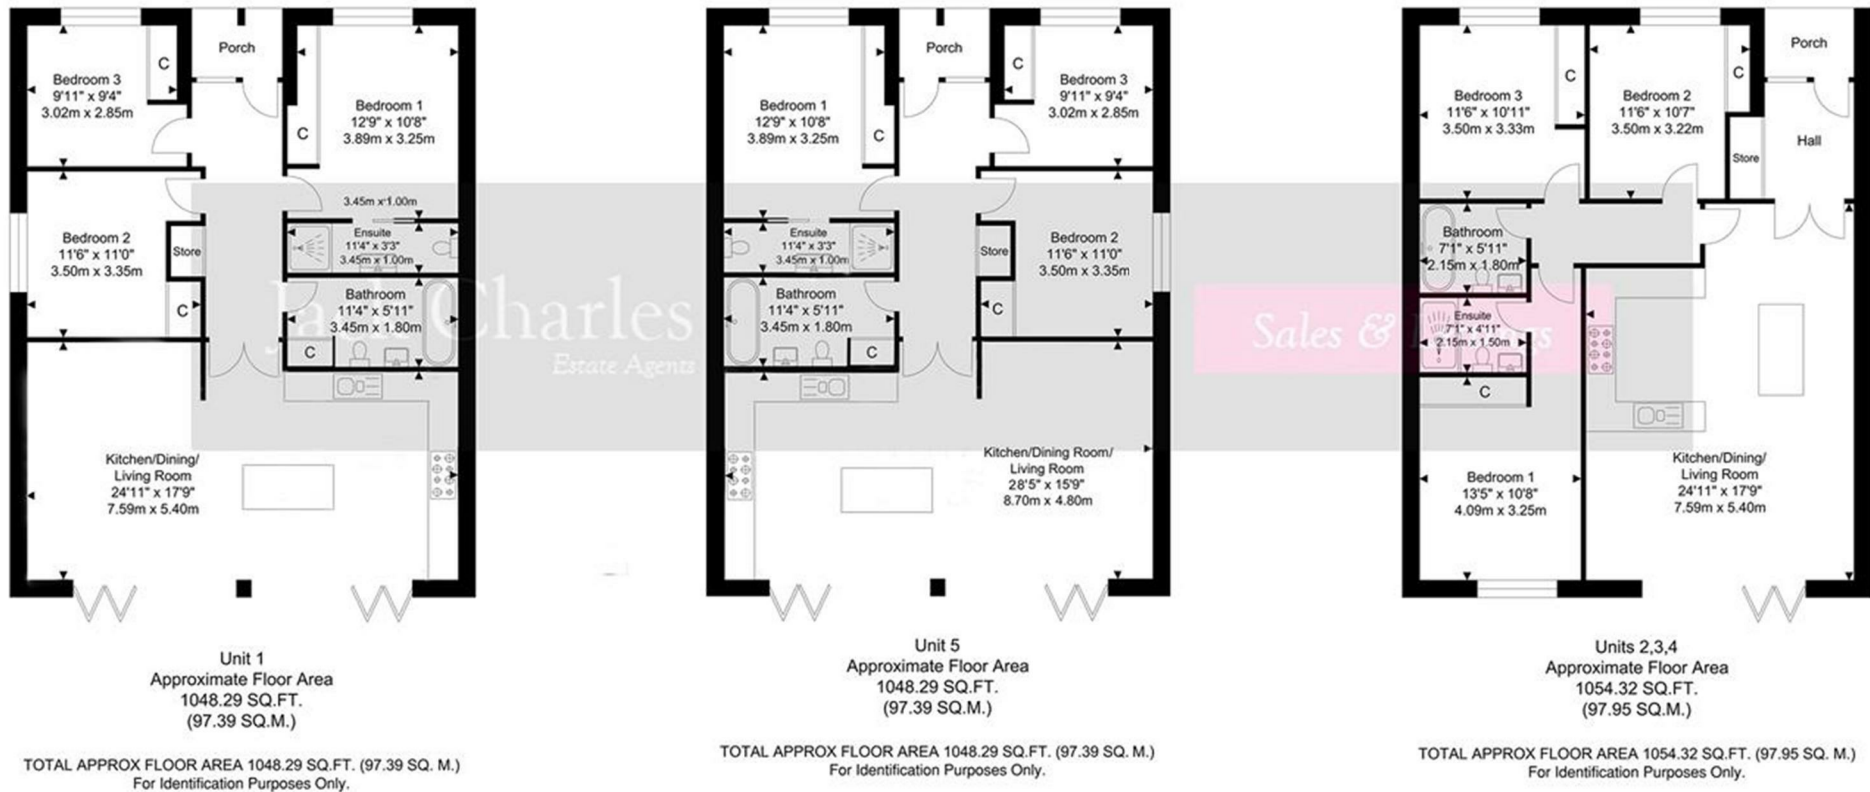 Porch
Bedroom 3
9'11" x 9'4"
3.02m x 2.85m
C
Bedroom 1
12'9" x 10'8"
3.89m x 3.25m
C
3.45m x 1.00m
Ensuite
11'4" x 3'3"
3.45m x 1.00m
Bedroom 2
11'6" x 11'0"
3.50m x 3.35m
Store
C
Bathroom
11'4" x 5'11"
3.45m x 1.80m
C
Kitchen/Dining/
Living Room
24'11" x 17'9"
7.59m x 5.40m
Unit 1
Approximate Floor Area
1048.29 SQ.FT.
(97.39 SQ.M.)
TOTAL APPROX FLOOR AREA 1048.29 SQ.FT. (97.39 SQ. M.)
For Identification Purposes Only.
Porch
Bedroom 1
12'9" x 10'8"
3.89m x 3.25m
C
C
Bedroom 3
9'11" x 9'4"
3.02m x 2.85m
Ensuite
11'4" x 3'3"
3.45m x 1.00m
Store
Bedroom 2
11'6" x 11'0"
3.50m x 3.35m
C
Bathroom
11'4" x 5'11"
3.45m x 1.80m
C
Kitchen/Dining Room/
Living Room
28'5" x 15'9"
8.70m x 4.80m
Unit 5
Approximate Floor Area
1048.29 SQ.FT.
(97.39 SQ.M.)
TOTAL APPROX FLOOR AREA 1048.29 SQ.FT. (97.39 SQ. M.)
For Identification Purposes Only.
Porch
Bedroom 3
11'6" x 10'11"
3.50m x 3.33m
C
Bedroom 2
11'6" x 10'7"
3.50m x 3.22m
C
Hall
Store
Bathroom
7'1" x 5'11"
2.15m x 1.80m
Ensuite
7'1" x 4'11"
2.15m x 1.50m
C
Bedroom 1
13'5" x 10'8"
4.09m x 3.25m
Kitchen/Dining/
Living Room
24'11" x 17'9"
7.59m x 5.40m
Units 2,3,4
Approximate Floor Area
1054.32 SQ.FT.
(97.95 SQ.M.)
TOTAL APPROX FLOOR AREA 1054.32 SQ.FT. (97.95 SQ. M.)
For Identification Purposes Only.
Charles
Estate Agents
Sales &